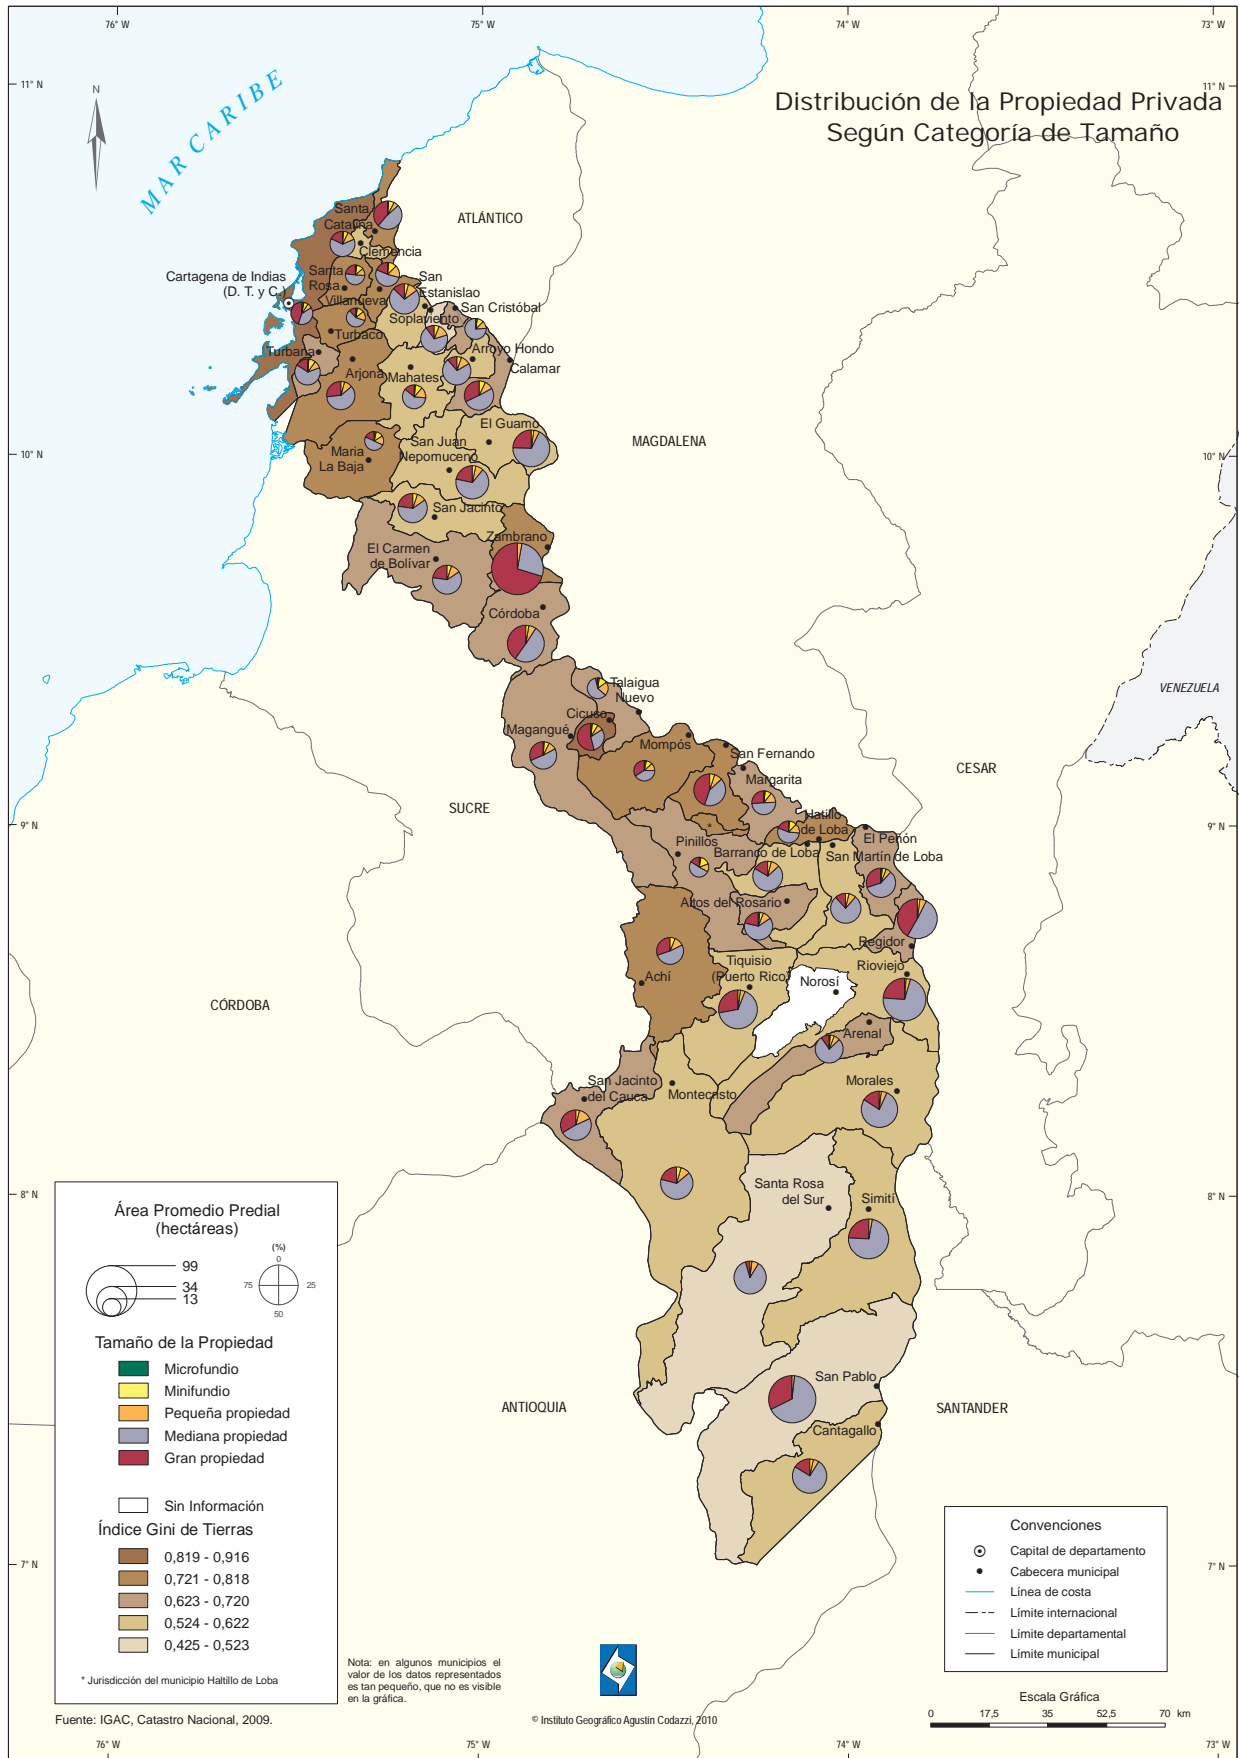 76° W
75° W
74° W
73° W
11° N
11° N
N
MAR CARIBE
Distribución de la Propiedad Privada
Según Categoría de Tamaño
ATLÁNTICO
Santa
Catalina
Clemencia
Cartagena de Indias
(D. T. y C.)
Santa
Rosa
San
Estanislao
Villanueva
San Cristóbal
Soplaviento
Turbaco
Turbana
Arroyo Hondo
Arjona
Calamar
Mahates
El Guamo
MAGDALENA
10° N
10° N
María
La Baja
San Juan
Nepomuceno
San Jacinto
Zambrano
El Carmen
de Bolívar
Córdoba
Talaigua
Nuevo
VENEZUELA
Cicuco
Magangué
Mompós
San Fernando
CESAR
Margarita
SUCRE
9° N
9° N
Hatillo
de Loba
El Peñón
Pinillos
Barranco de Loba
San Martín de Loba
*
Altos del Rosario
Regidor
Tiquisio
(Puerto Rico)
Rioviejo
Achí
Norosí
CÓRDOBA
Arenal
San Jacinto
del Cauca
Montecristo
Morales
8° N
8° N
Santa Rosa
del Sur
Simití
San Pablo
ANTIOQUIA
SANTANDER
Cantagallo
Área Promedio Predial
(hectáreas)
99
34
13
(%)
0
75
25
50
Tamaño de la Propiedad
Microfundio
Minifundio
Pequeña propiedad
Mediana propiedad
Gran propiedad
Sin Información
Índice Gini de Tierras
0,819 - 0,916
0,721 - 0,818
0,623 - 0,720
0,524 - 0,622
0,425 - 0,523
* Jurisdicción del municipio Haltillo de Loba
7° N
7° N
Convenciones
Capital de departamento
Cabecera municipal
Línea de costa
Límite internacional
Límite departamental
Límite municipal
Nota: en algunos municipios el
valor de los datos representados
es tan pequeño, que no es visible
en la gráfica.
Escala Gráfica
0
17,5
35
52,5
70 km
Fuente: IGAC, Catastro Nacional, 2009.
© Instituto Geográfico Agustín Codazzi, 2010
76° W
75° W
74° W
73° W